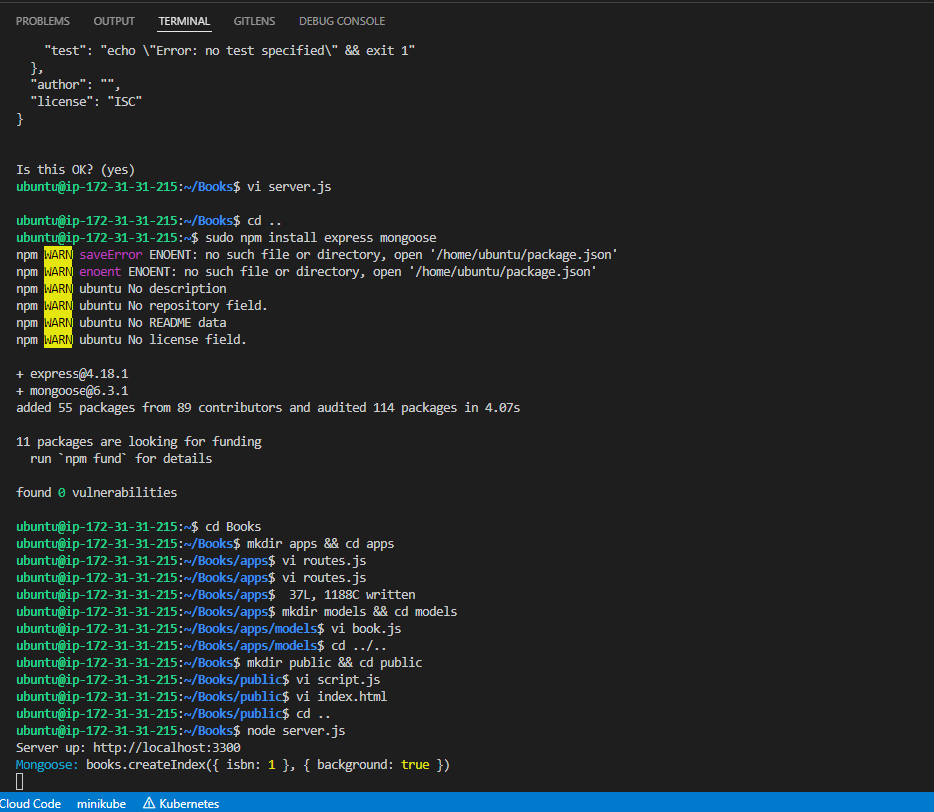 PROBLEMS OUTPUT TERMINAL GITLENS DEBUG CONSOLE
"test": "echo \"Error: no test specified\" && exit 1"
},
"author": "",
"license": "ISC"
}
Is this OK? (yes)
ubuntu@ip-172-31-31-215:~/Books$ vi server.js
ubuntu@ip-172-31-31-215:~/Books$ cd ..
ubuntu@ip-172-31-31-215:~$ sudo npm install express mongoose
npm WARN saveError ENOENT: no such file or directory, open '/home/ubuntu/package.json'
npm WARN enoent ENOENT: no such file or directory, open '/home/ubuntu/package.json'
npm WARN ubuntu No description
npm WARN ubuntu No repository field.
npm WARN ubuntu No README data
npm WARN ubuntu No license field.
+ express@4.18.1
+ mongoose@6.3.1
added 55 packages from 89 contributors and audited 114 packages in 4.07s
11 packages are looking for funding
run `npm fund` for details
found 0 vulnerabilities
ubuntu@ip-172-31-31-215:~$ cd Books
ubuntu@ip-172-31-31-215:~/Books$ mkdir apps && cd apps
ubuntu@ip-172-31-31-215:~/Books/apps$ vi routes.js
ubuntu@ip-172-31-31-215:~/Books/apps$ vi routes.js
ubuntu@ip-172-31-31-215:~/Books/apps$  37L, 1188C written
ubuntu@ip-172-31-31-215:~/Books/apps$ mkdir models && cd models
ubuntu@ip-172-31-31-215:~/Books/apps/models$ vi book.js
ubuntu@ip-172-31-31-215:~/Books/apps/models$ cd ../..
ubuntu@ip-172-31-31-215:~/Books$ mkdir public && cd public
ubuntu@ip-172-31-31-215:~/Books/public$ vi script.js
ubuntu@ip-172-31-31-215:~/Books/public$ vi index.html
ubuntu@ip-172-31-31-215:~/Books/public$ cd ..
ubuntu@ip-172-31-31-215:~/Books$ node server.js
Server up: http://localhost:3300
Mongoose: books.createIndex({ isbn: 1 }, { background: true })
Cloud Code minikube Kubernetes